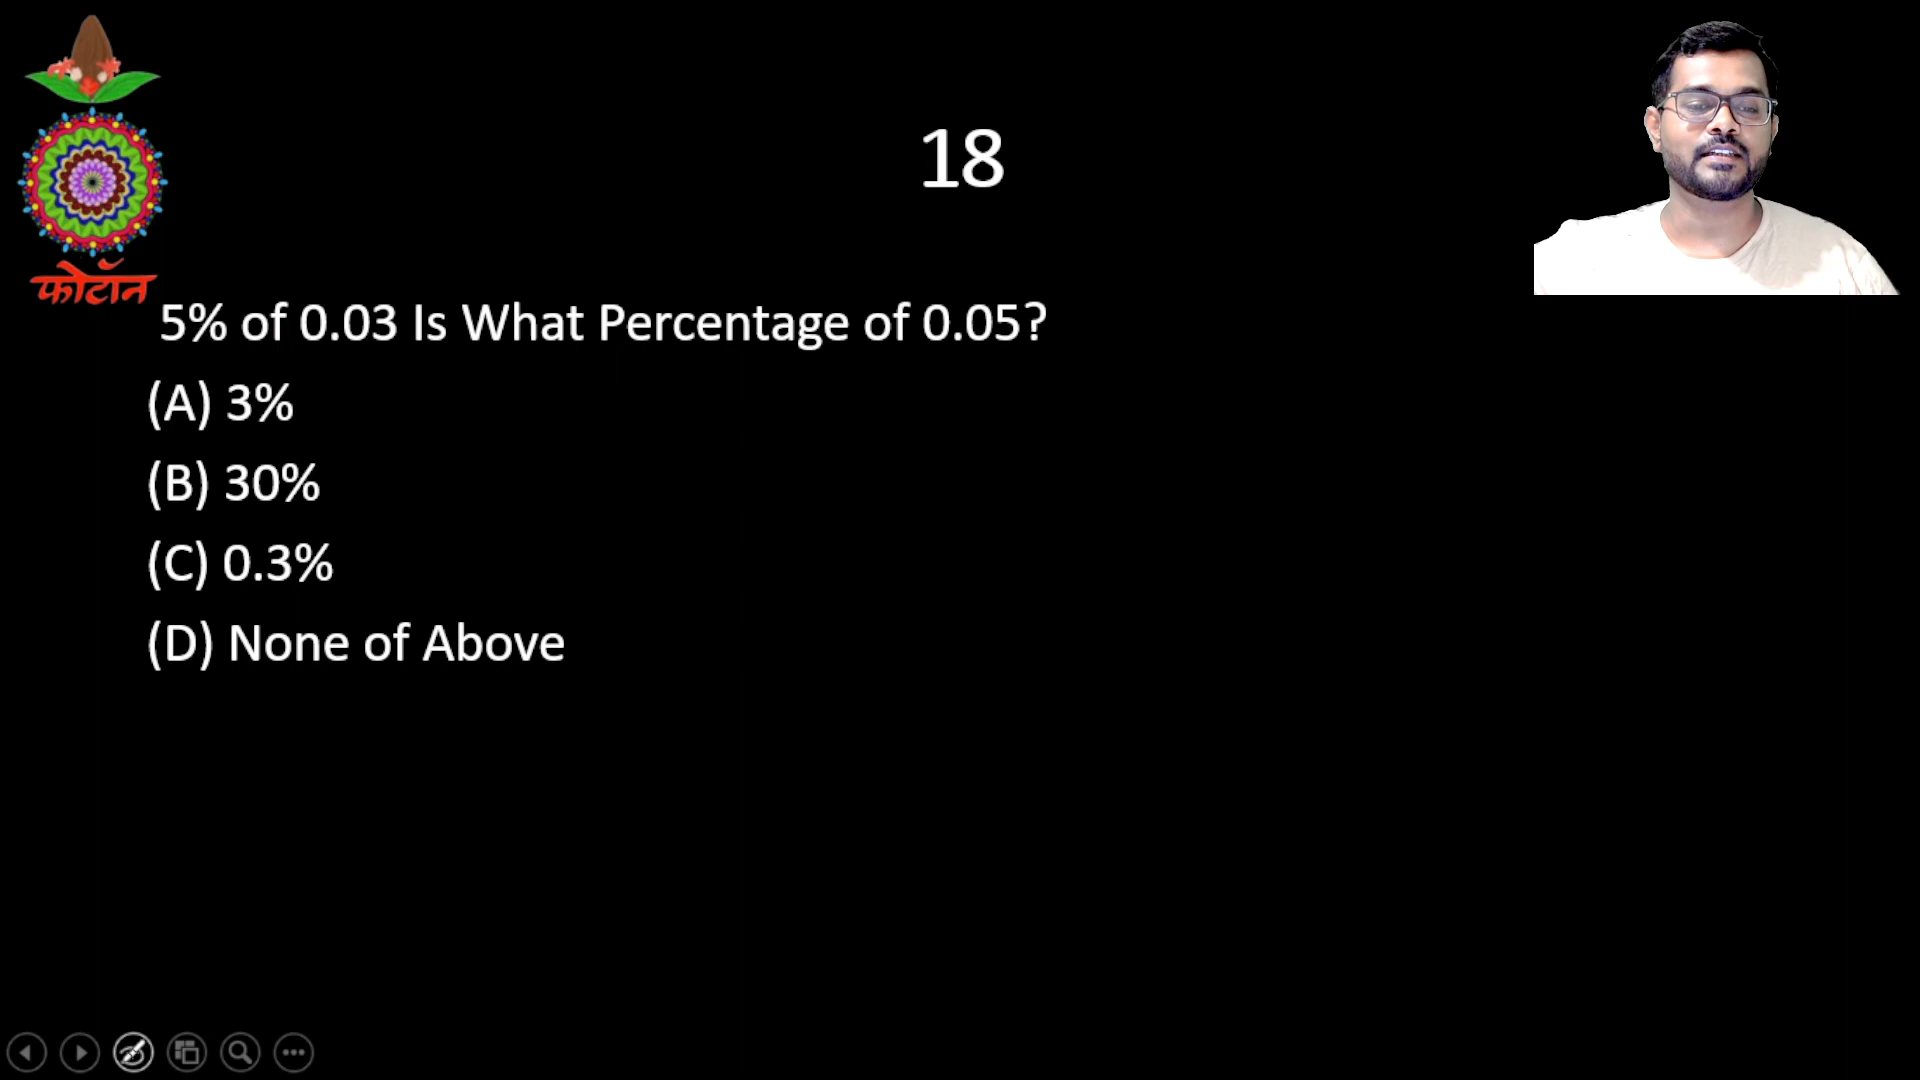 फोटॉन
18
5% of 0.03 Is What Percentage of 0.05?
(A) 3%
(B) 30%
(C) 0.3%
(D) None of Above